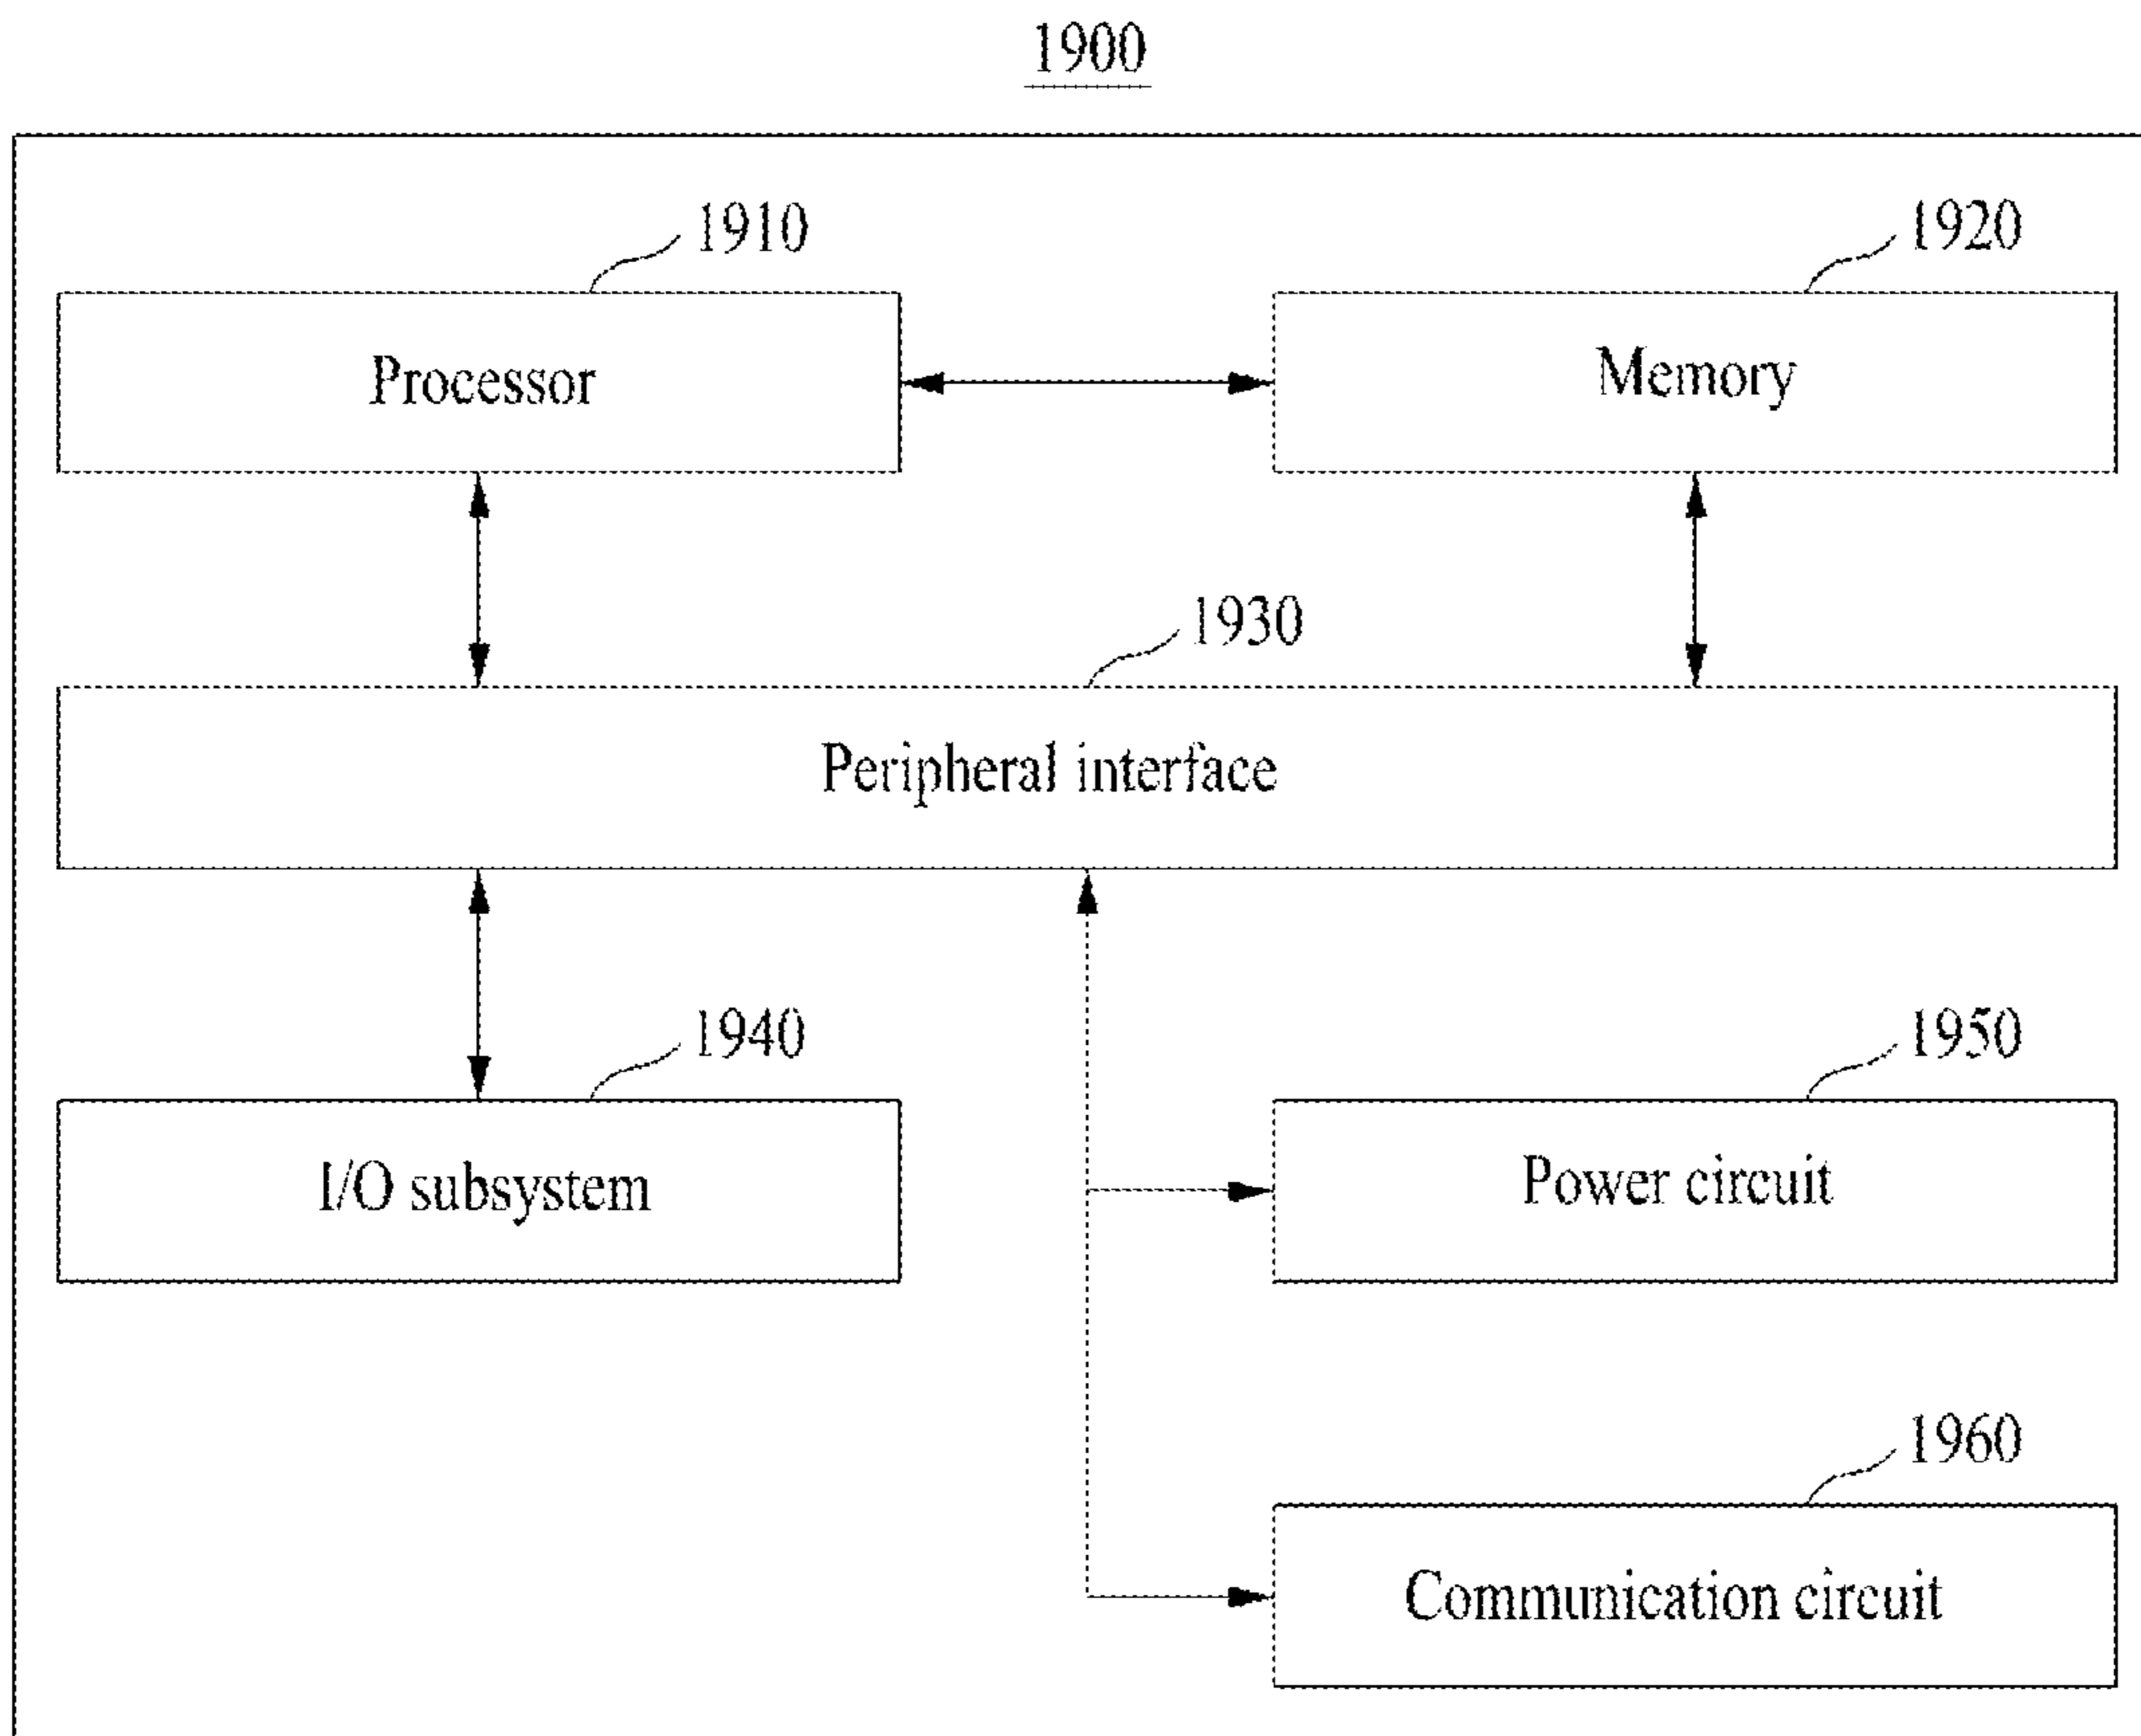 1900
1910
1920
Processor
Memory
1930
Peripheral interface
1940
1950
I/O subsystem
Power circuit
1960
Communication circuit